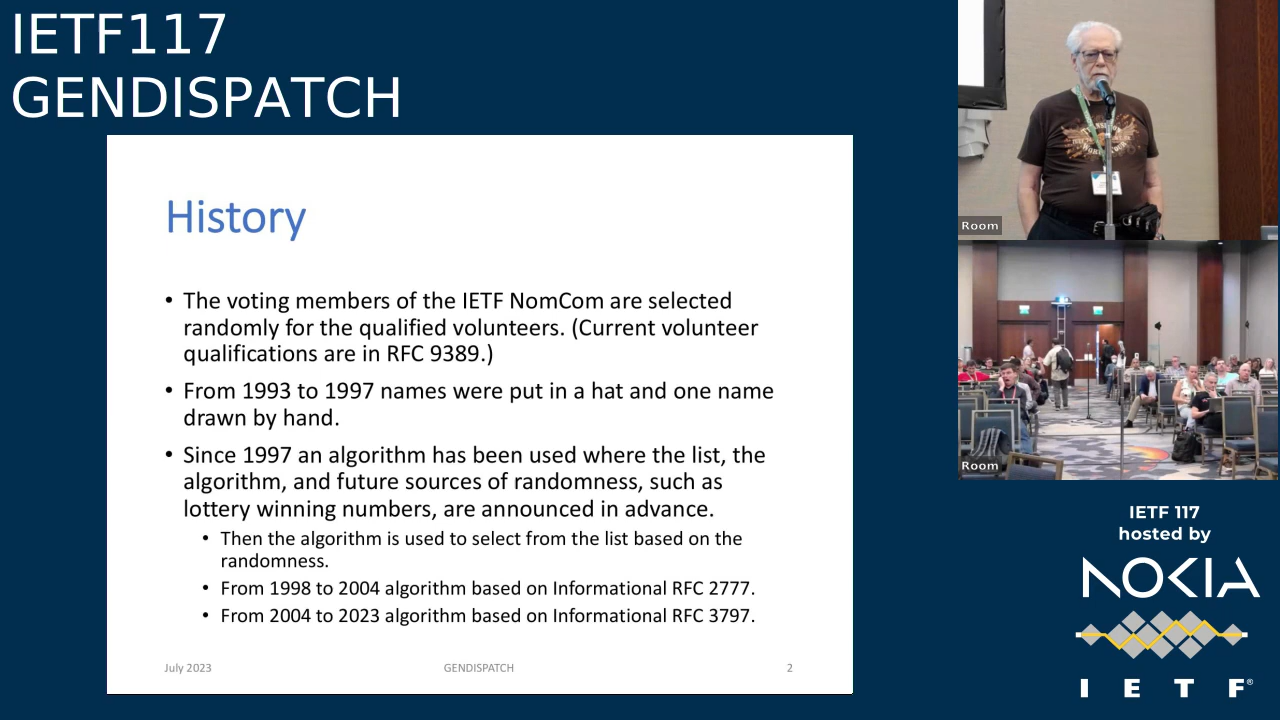 IETF117
GENDISPATCH
History
• The voting members of the IETF NomCom are selected
randomly for the qualified volunteers. (Current volunteer
qualifications are in RFC 9389.)
• From 1993 to 1997 names were put in a hat and one name
drawn by hand.
• Since 1997 an algorithm has been used where the list, the
algorithm, and future sources of randomness, such as
lottery winning numbers, are announced in advance.
• Then the algorithm is used to select from the list based on the
randomness.
• From 1998 to 2004 algorithm based on Informational RFC 2777.
• From 2004 to 2023 algorithm based on Informational RFC 3797.
July 2023 GENDISPATCH 2
Room
Room
IETF 117
hosted by
NOKIA
I E T F®